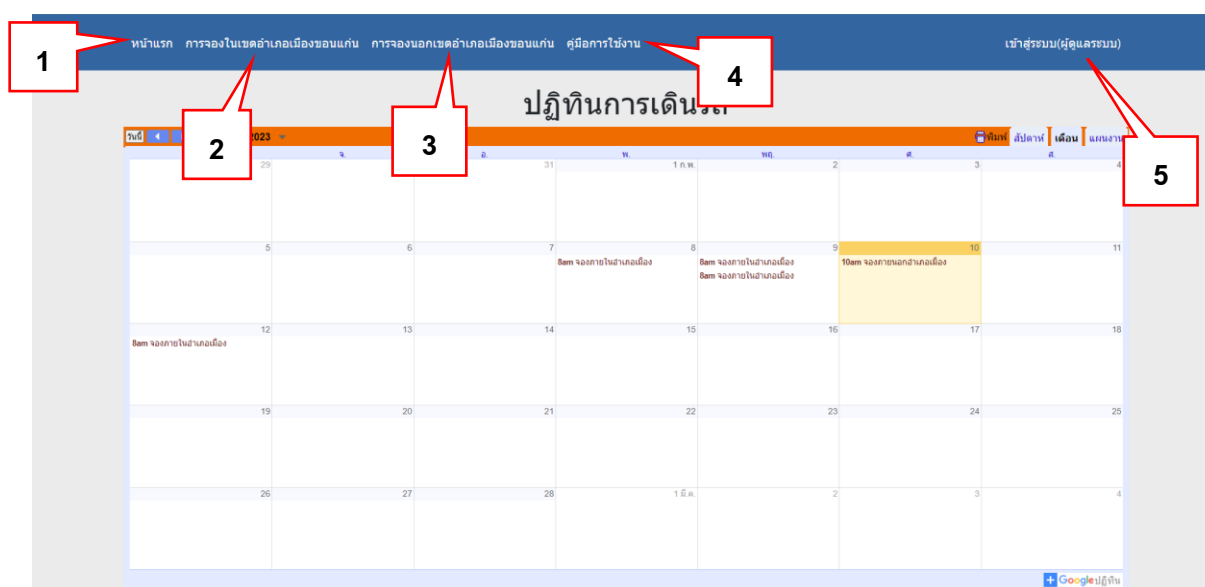 หน้าแรก การจองในเขตอำเภอเมืองขอนแก่น การจองนอกเขตอำเภอเมืองขอนแก่น คู่มือการใช้งาน เข้าสู่ระบบ(ผู้ดูแลระบบ)
1
2
3
4
5
ปฏิทินการเดินรถ
วันนี้ 2023 พิมพ์ สัปดาห์ เดือน แผนงาน
จ. อ. พ. พฤ. ศ. ส.
29 31 1 ก.พ. 2 3 4
5 6 7 8 9 10 11
8am จองภายในอำเภอเมือง 8am จองภายในอำเภอเมือง 10am จองภายนอกอำเภอเมือง
8am จองภายในอำเภอเมือง
12 13 14 15 16 17 18
8am จองภายในอำเภอเมือง
19 20 21 22 23 24 25
26 27 28 1 มี.ค. 2 3 4
Google ปฏิทิน